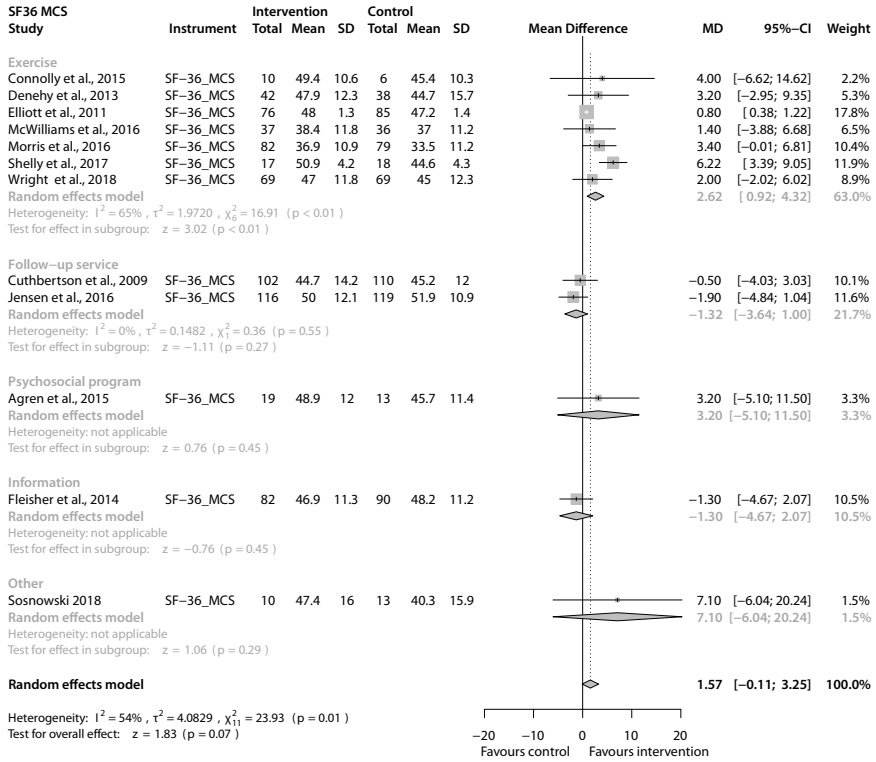 SF36 MCS Intervention Control
Study Instrument Total Mean SD Total Mean SD Mean Difference MD 95%−CI Weight
Exercise
Connolly et al., 2015 SF−36_MCS 10 49.4 10.6 6 45.4 10.3 4.00 [−6.62; 14.62] 2.2%
Denehy et al., 2013 SF−36_MCS 42 47.9 12.3 38 44.7 15.7 3.20 [−2.95; 9.35] 5.3%
Elliott et al., 2011 SF−36_MCS 76 48 1.3 85 47.2 1.4 0.80 [ 0.38; 1.22] 17.8%
McWilliams et al., 2016 SF−36_MCS 37 38.4 11.8 36 37 11.2 1.40 [−3.88; 6.68] 6.5%
Morris et al., 2016 SF−36_MCS 82 36.9 10.9 79 33.5 11.2 3.40 [−0.01; 6.81] 10.4%
Shelly et al., 2017 SF−36_MCS 17 50.9 4.2 18 44.6 4.3 6.22 [ 3.39; 9.05] 11.9%
Wright et al., 2018 SF−36_MCS 69 47 11.8 69 45 12.3 2.00 [−2.02; 6.02] 8.9%
Random effects model 2.62 [ 0.92; 4.32] 63.0%
Heterogeneity: I² = 65% , τ² = 1.9720 , χ²₆ = 16.91 ( p < 0.01 )
Test for effect in subgroup: z = 3.02 ( p < 0.01 )
Follow−up service
Cuthbertson et al., 2009 SF−36_MCS 102 44.7 14.2 110 45.2 12 −0.50 [−4.03; 3.03] 10.1%
Jensen et al., 2016 SF−36_MCS 116 50 12.1 119 51.9 10.9 −1.90 [−4.84; 1.04] 11.6%
Random effects model −1.32 [−3.64; 1.00] 21.7%
Heterogeneity: I² = 0% , τ² = 0.1482 , χ²₁ = 0.36 ( p = 0.55 )
Test for effect in subgroup: z = −1.11 ( p = 0.27 )
Psychosocial program
Agren et al., 2015 SF−36_MCS 19 48.9 12 13 45.7 11.4 3.20 [−5.10; 11.50] 3.3%
Random effects model 3.20 [−5.10; 11.50] 3.3%
Heterogeneity: not applicable
Test for effect in subgroup: z = 0.76 ( p = 0.45 )
Information
Fleisher et al., 2014 SF−36_MCS 82 46.9 11.3 90 48.2 11.2 −1.30 [−4.67; 2.07] 10.5%
Random effects model −1.30 [−4.67; 2.07] 10.5%
Heterogeneity: not applicable
Test for effect in subgroup: z = −0.76 ( p = 0.45 )
Other
Sosnowski 2018 SF−36_MCS 10 47.4 16 13 40.3 15.9 7.10 [−6.04; 20.24] 1.5%
Random effects model 7.10 [−6.04; 20.24] 1.5%
Heterogeneity: not applicable
Test for effect in subgroup: z = 1.06 ( p = 0.29 )
Random effects model 1.57 [−0.11; 3.25] 100.0%
Heterogeneity: I² = 54% , τ² = 4.0829 , χ²₁₁ = 23.93 ( p = 0.01 )
Test for overall effect: z = 1.83 ( p = 0.07 )
−20 −10 0 10 20
Favours control Favours intervention